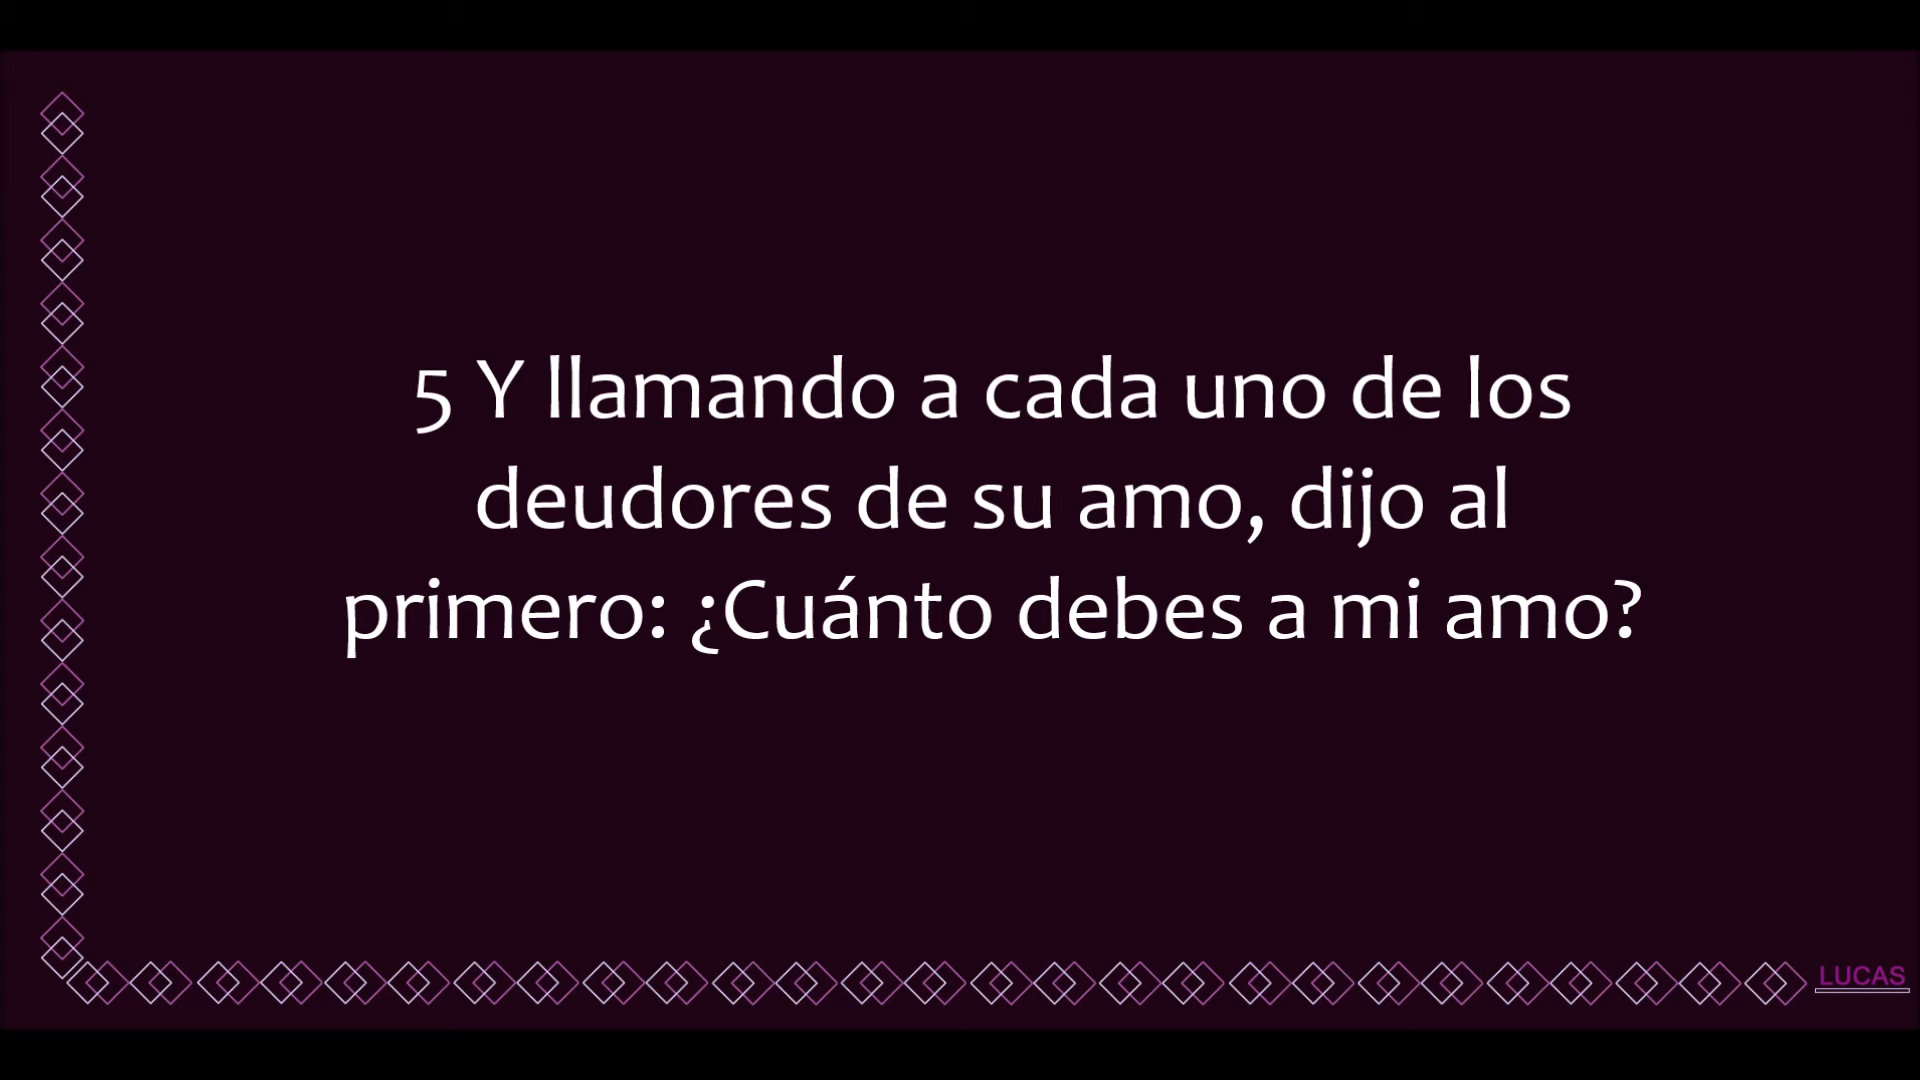 5 Y llamando a cada uno de los
deudores de su amo, dijo al
primero: ¿Cuánto debes a mi amo?
LUCAS